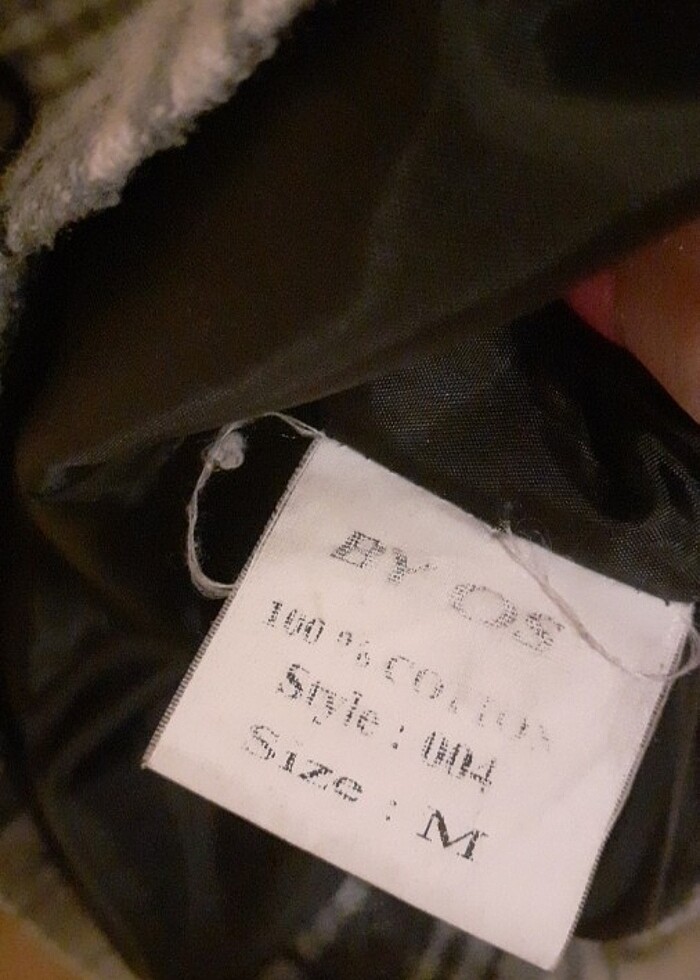 BY OS
100 % COTTON
Style : 004
Size : M